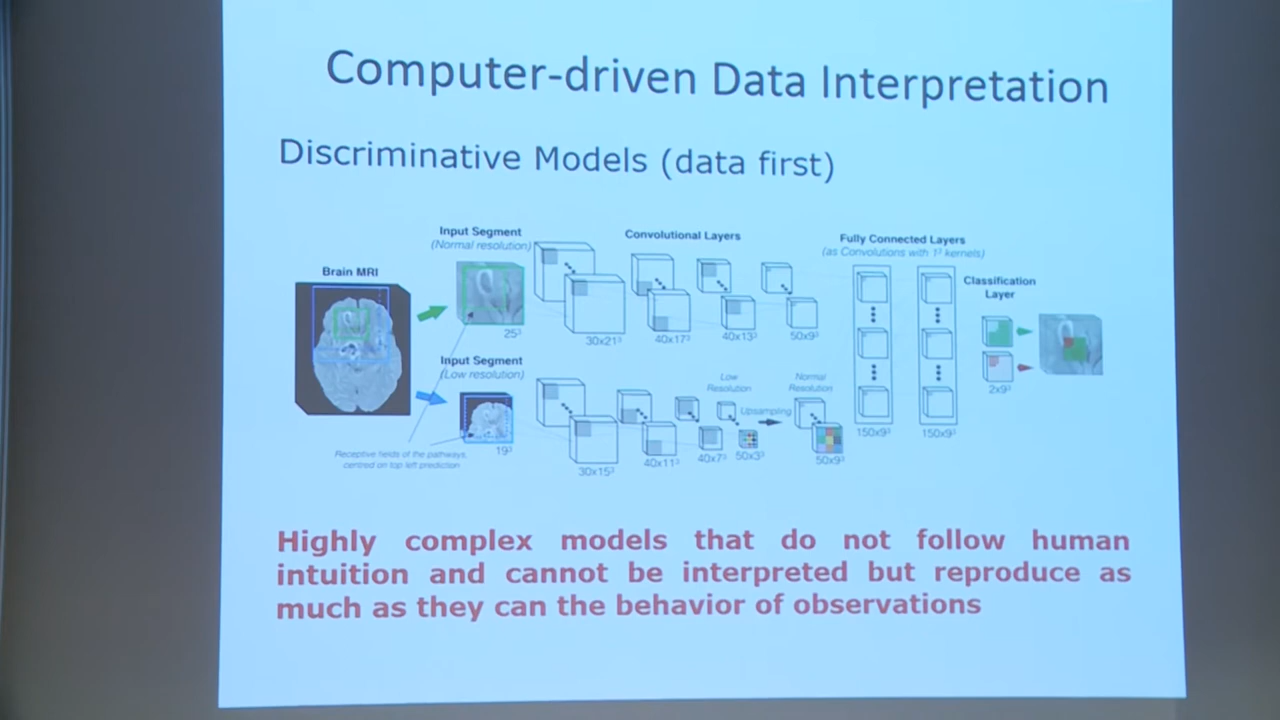 Computer-driven Data Interpretation
Discriminative Models (data first)
Input Segment
(Normal resolution)
Convolutional Layers
Fully Connected Layers
(as Convolutions with 1³ kernels)
Brain MRI
Classification
Layer
25³
30x21³
40x17³
40x13³
50x9³
2x9³
Input Segment
(Low resolution)
Low
Resolution
Normal
Resolution
Upsampling
150x9³
150x9³
Receptive fields of the pathways,
centred on top left prediction
19³
30x15³
40x11³
40x7³
50x3³
50x9³
Highly complex models that do not follow human
intuition and cannot be interpreted but reproduce as
much as they can the behavior of observations